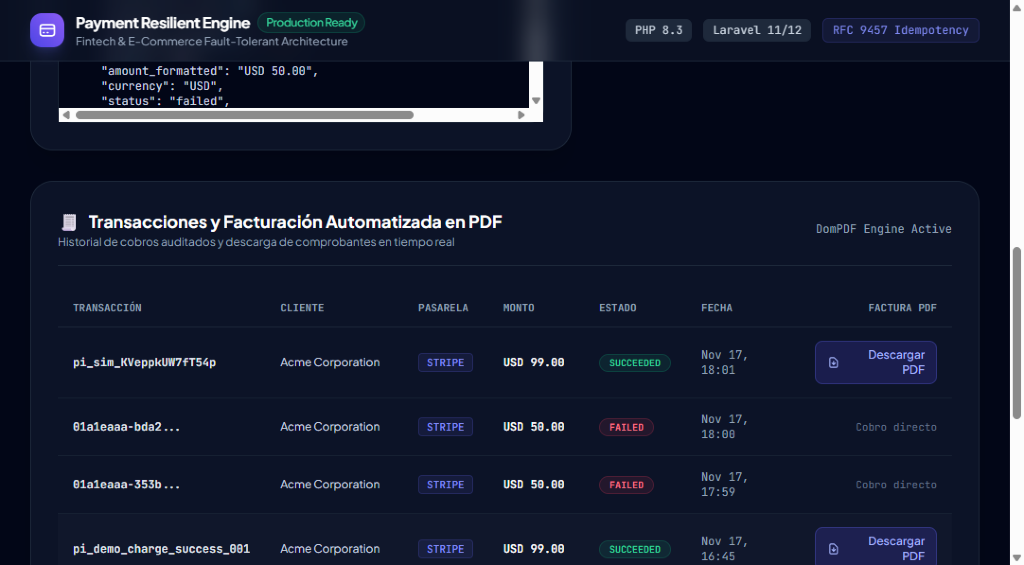 Payment Resilient Engine
Production Ready
Fintech & E-Commerce Fault-Tolerant Architecture
PHP 8.3
Laravel 11/12
RFC 9457 Idempotency
"amount_formatted": "USD 50.00",
"currency": "USD",
"status": "failed",
Transacciones y Facturación Automatizada en PDF
Historial de cobros auditados y descarga de comprobantes en tiempo real
DomPDF Engine Active
TRANSACCIÓN CLIENTE PASARELA MONTO ESTADO FECHA FACTURA PDF
pi_sim_KVeppkUW7fT54p Acme Corporation STRIPE USD 99.00 SUCCEEDED Nov 17, 18:01 Descargar PDF
01a1eaaa-bda2... Acme Corporation STRIPE USD 50.00 FAILED Nov 17, 18:00 Cobro directo
01a1eaaa-353b... Acme Corporation STRIPE USD 50.00 FAILED Nov 17, 17:59 Cobro directo
pi_demo_charge_success_001 Acme Corporation STRIPE USD 99.00 SUCCEEDED Nov 17, 16:45 Descargar PDF